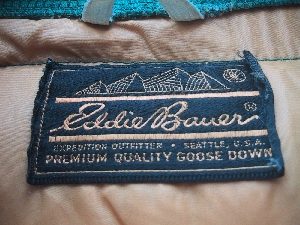 Eddie Bauer ®
EXPEDITION OUTFITTER • SEATTLE, U.S.A.
PREMIUM QUALITY GOOSE DOWN